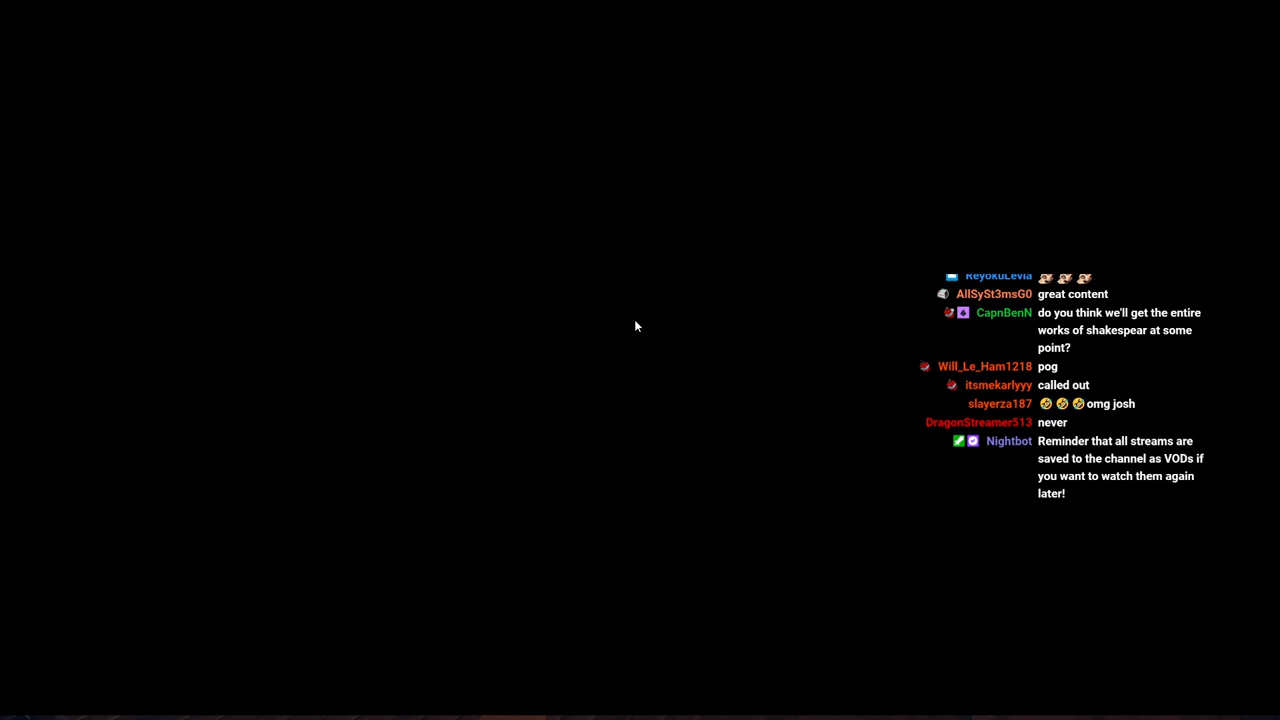 ReyokuLevia
AllSySt3msG0 great content
CapnBenN do you think we'll get the entire
works of shakespear at some
point?
Will_Le_Ham1218 pog
itsmekarlyyy called out
slayerza187 🤣 🤣 🤣 omg josh
DragonStreamer513 never
Nightbot Reminder that all streams are
saved to the channel as VODs if
you want to watch them again
later!